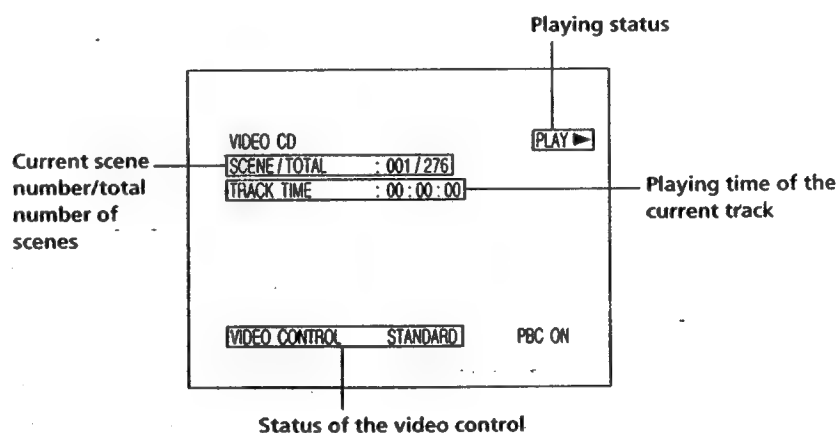 Playing status
VIDEO CD
PLAY ►
Current scene
number/total
number of
scenes
SCENE/TOTAL : 001/276
TRACK TIME : 00:00:00
Playing time of the
current track
VIDEO CONTROL STANDARD
PBC ON
Status of the video control